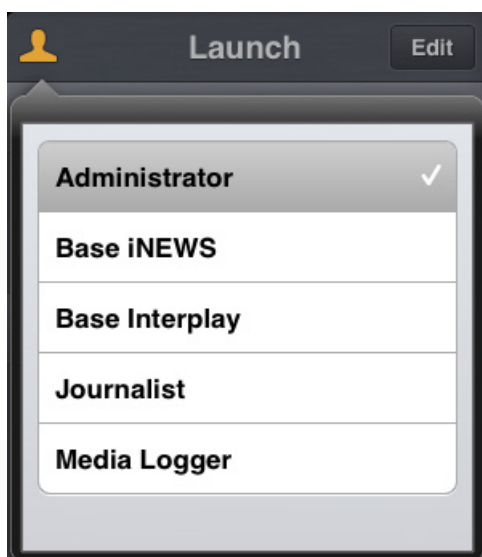 Launch
Edit
Administrator
Base iNEWS
Base Interplay
Journalist
Media Logger